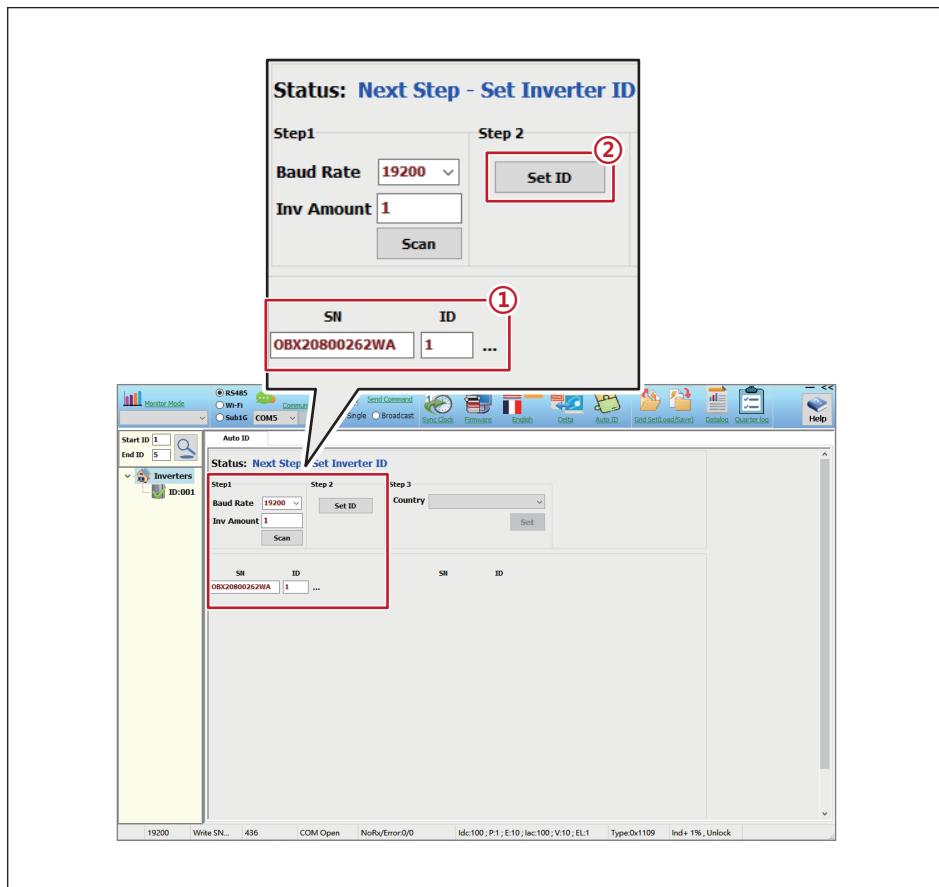 Status: Next Step - Set Inverter ID
Step1
Step 2
②
Baud Rate 19200
Set ID
Inv Amount 1
Scan
①
SN ID
OBX20800262WA 1 ...
Monitor Mode
RS485
Wi-Fi
Sub1G COM5
Send Command
Broadcast
Sync Clock
Firmware
English
Delta
Auto ID
Grid Set(Load/Save)
Datalog
Quarter log
<<
Help
Start ID 1
End ID 5
Inverters
ID:001
Auto ID
Status: Next Step Set Inverter ID
Step1 Step 2 Step 3
Baud Rate 19200 Set ID Country
Inv Amount 1 Set
Scan
SN ID SN ID
OBX20800262WA 1 ...
19200 Write SN... 436 COM Open NoRx/Error:0/0 Idc:100 ; P:1 ; E:10 ; Iac:100 ; V:10 ; EL:1 Type:0x1109 Ind+ 1% , Unlock